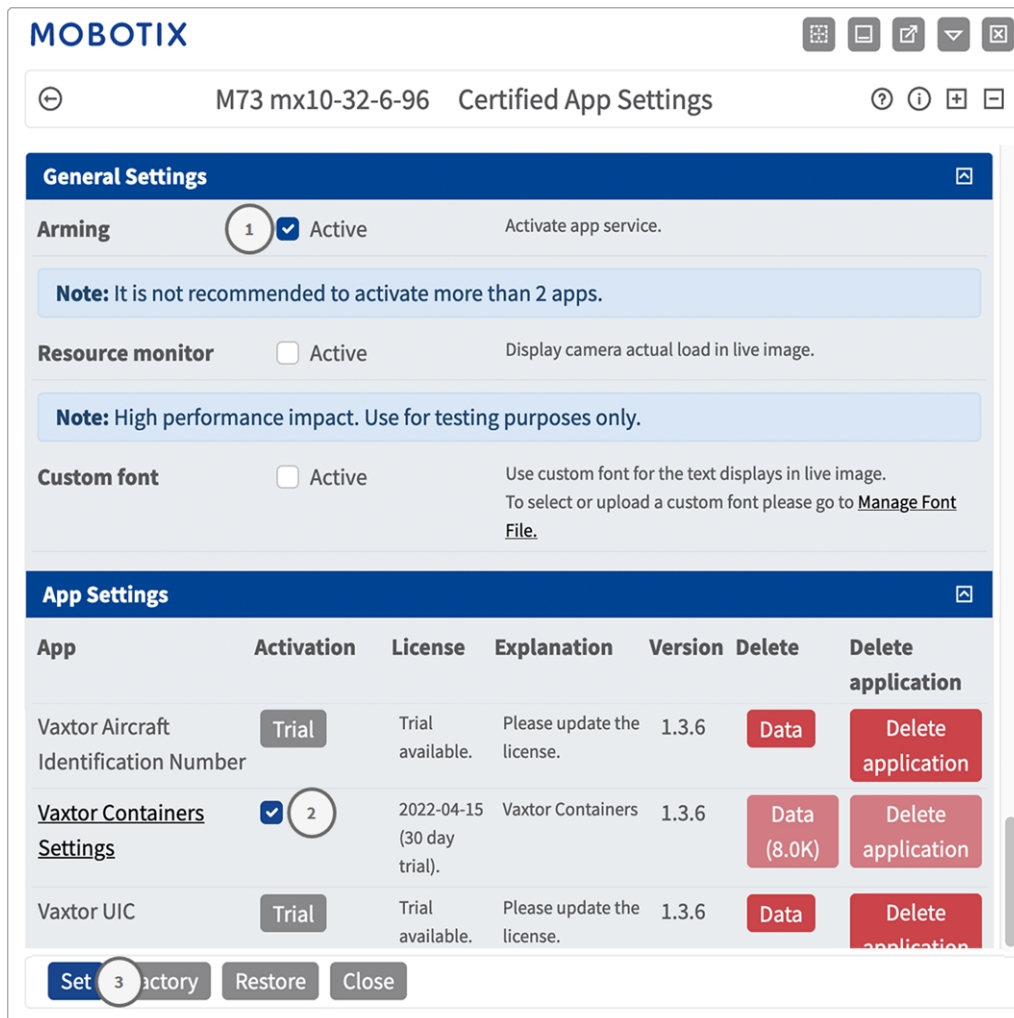 MOBOTIX
M73 mx10-32-6-96 Certified App Settings
General Settings
Arming 1 Active Activate app service.
Note: It is not recommended to activate more than 2 apps.
Resource monitor Active Display camera actual load in live image.
Note: High performance impact. Use for testing purposes only.
Custom font Active Use custom font for the text displays in live image.
To select or upload a custom font please go to Manage Font
File.
App Settings
App Activation License Explanation Version Delete Delete
application
Vaxtor Aircraft Trial Trial Please update the 1.3.6 Data Delete
Identification Number available. license. application
Vaxtor Containers 2 2022-04-15 Vaxtor Containers 1.3.6 Data Delete
Settings (30 day (8.0K) application
trial).
Vaxtor UIC Trial Trial Please update the 1.3.6 Data Delete
available. license. application
Set 3 actory Restore Close